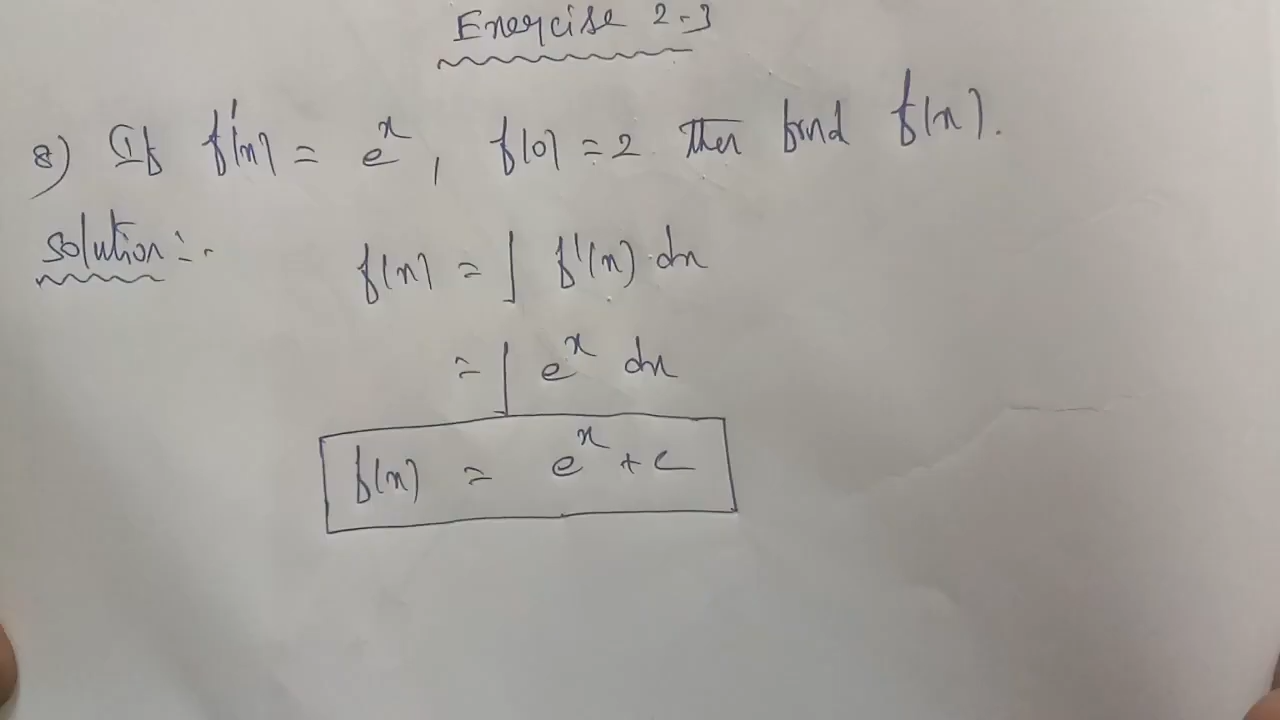 Exercise 2.3
8) If f'(x) = e^x, f(0) = 2 then find f(x).
Solution:-
f(x) = ∫ f'(x) . dx
= ∫ e^x dx
f(x) = e^x + c